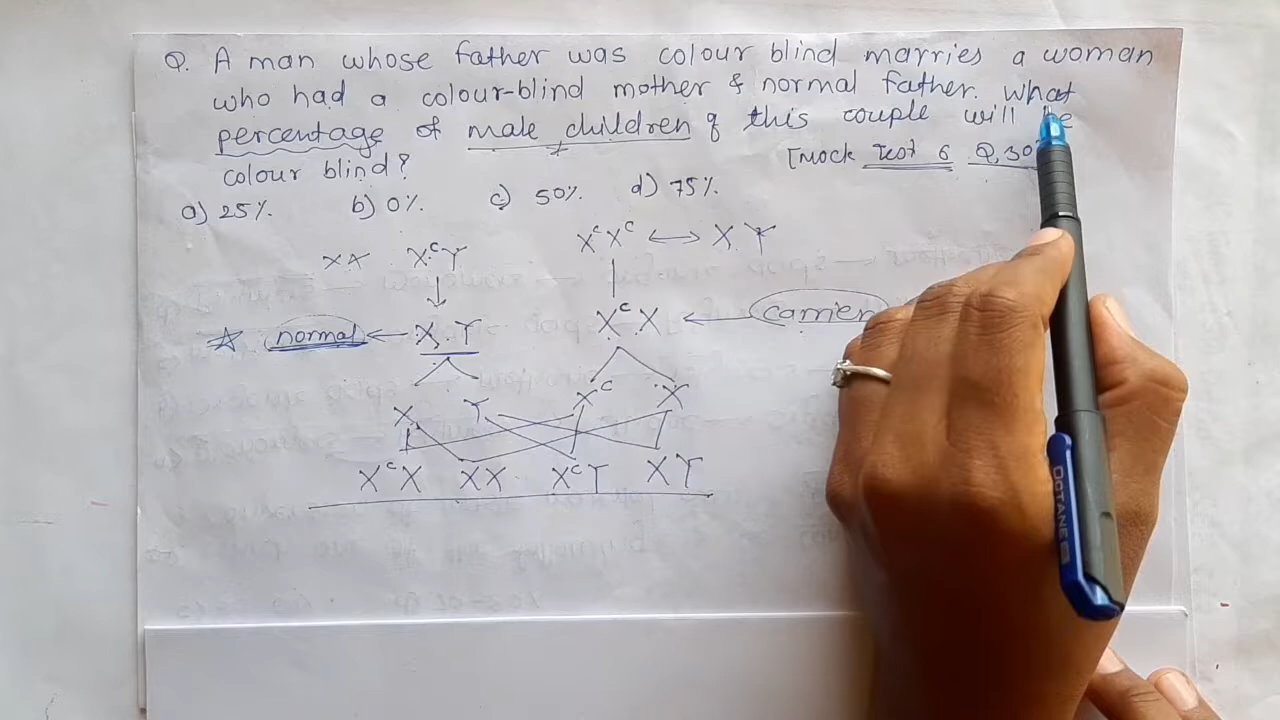 Q. A man whose father was colour blind marries a woman
who had a colour-blind mother & normal father. What
percentage of male children of this couple will be
colour blind?
[Mock Test 6 Q.30
a) 25%. b) 0%. c) 50%. d) 75%.
XX XᶜY XᶜXᶜ ⟷ XY
normal ← XY XᶜX ← carrier
X Y Xᶜ X
XᶜX XX XᶜY XY
OCTANE